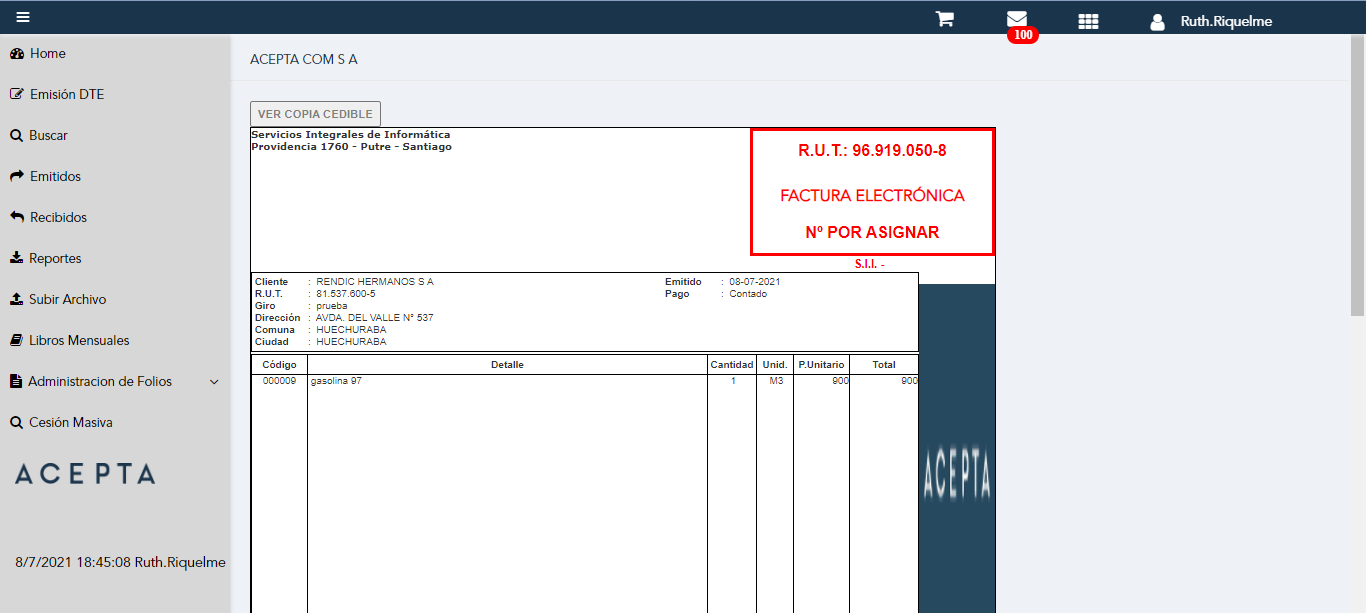 Ruth.Riquelme
100
Home
Emisión DTE
Buscar
Emitidos
Recibidos
Reportes
Subir Archivo
Libros Mensuales
Administracion de Folios
Cesión Masiva
ACEPTA
8/7/2021 18:45:08 Ruth.Riquelme
ACEPTA COM S A
VER COPIA CEDIBLE
Servicios Integrales de Informática
Providencia 1760 - Putre - Santiago
R.U.T.: 96.919.050-8
FACTURA ELECTRÓNICA
Nº POR ASIGNAR
S.I.I. -
Cliente : RENDIC HERMANOS S A Emitido : 08-07-2021
R.U.T. : 81.537.600-5 Pago : Contado
Giro : prueba
Dirección : AVDA. DEL VALLE N° 537
Comuna : HUECHURABA
Ciudad : HUECHURABA
Código Detalle Cantidad Unid. P.Unitario Total
000009 gasolina 97 1 M3 900 900
ACEPTA